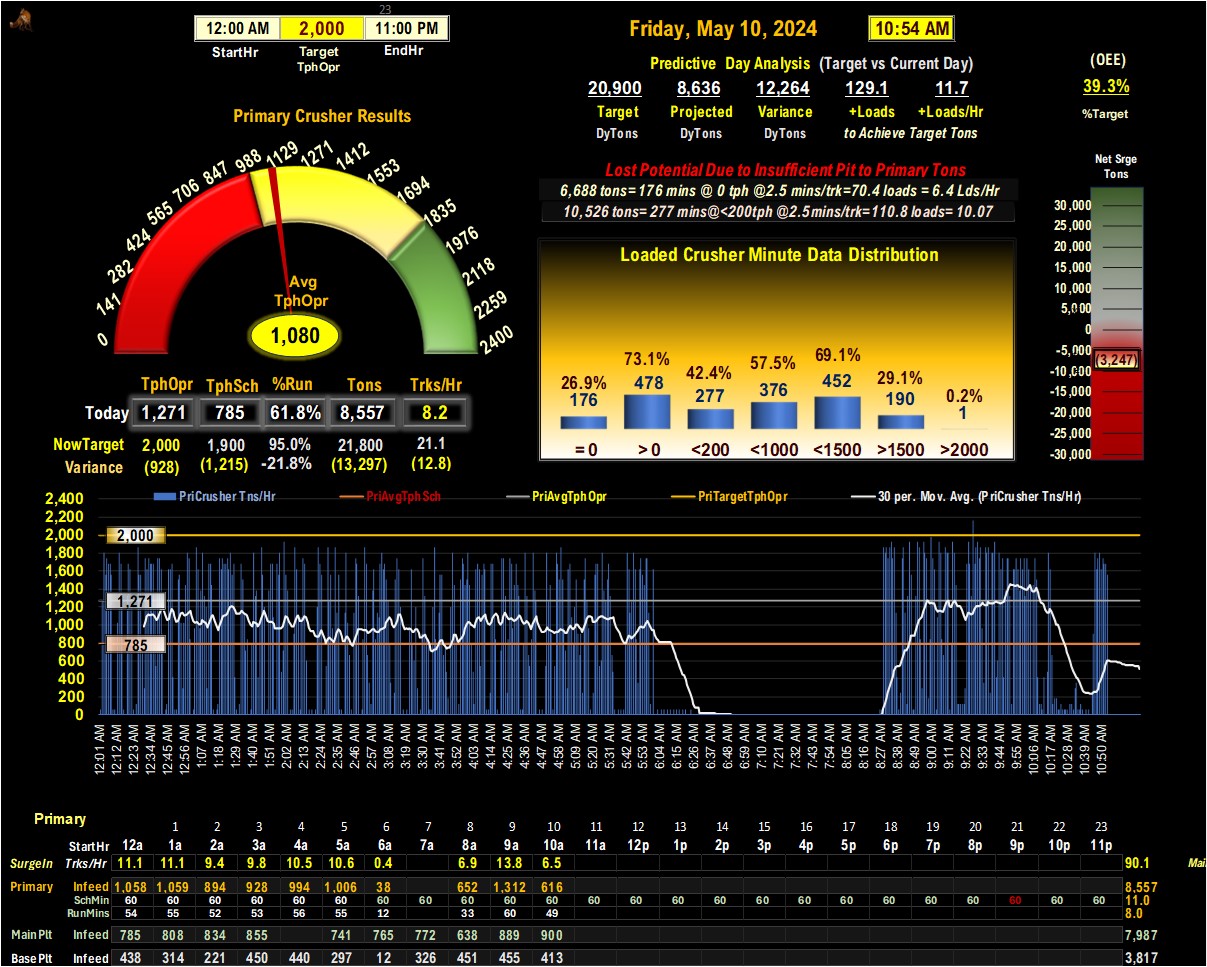 23
12:00 AM 2,000 11:00 PM
StartHr Target TphOpr EndHr
Friday, May 10, 2024 10:54 AM
Predictive Day Analysis (Target vs Current Day)
20,900 8,636 12,264 129.1 11.7
Target Projected Variance +Loads +Loads/Hr
DyTons DyTons DyTons to Achieve Target Tons
(OEE)
39.3%
%Target
Primary Crusher Results
0 141 282 424 565 706 847 988 1129 1271 1412 1553 1694 1835 1976 2118 2259 2400
Avg
TphOpr
1,080
Lost Potential Due to Insufficient Pit to Primary Tons
6,688 tons=176 mins @ 0 tph @2.5 mins/trk=70.4 loads = 6.4 Lds/Hr
10,526 tons= 277 mins@<200tph @2.5mins/trk=110.8 loads= 10.07
Net Srge
Tons
30,000
25,000
20,000
15,000
10,000
5,000
0
-5,000
(3,247)
-10,000
-15,000
-20,000
-25,000
-30,000
Loaded Crusher Minute Data Distribution
26.9% 73.1% 42.4% 57.5% 69.1% 29.1% 0.2%
176 478 277 376 452 190 1
= 0 > 0 <200 <1000 <1500 >1500 >2000
TphOpr TphSch %Run Tons Trks/Hr
Today 1,271 785 61.8% 8,557 8.2
NowTarget 2,000 1,900 95.0% 21,800 21.1
Variance (928) (1,215) -21.8% (13,297) (12.8)
PriCrusher Tns/Hr PriAvgTphSch PriAvgTphOpr PriTargetTphOpr 30 per. Mov. Avg. (PriCrusher Tns/Hr)
2,400
2,200
2,000 2,000
1,800
1,600
1,400
1,200 1,271
1,000
800 785
600
400
200
0
12:01 AM 12:12 AM 12:23 AM 12:34 AM 12:45 AM 12:56 AM 1:07 AM 1:18 AM 1:29 AM 1:40 AM 1:51 AM 2:02 AM 2:13 AM 2:24 AM 2:35 AM 2:46 AM 2:57 AM 3:08 AM 3:19 AM 3:30 AM 3:41 AM 3:52 AM 4:03 AM 4:14 AM 4:25 AM 4:36 AM 4:47 AM 4:58 AM 5:09 AM 5:20 AM 5:31 AM 5:42 AM 5:53 AM 6:04 AM 6:15 AM 6:26 AM 6:37 AM 6:48 AM 6:59 AM 7:10 AM 7:21 AM 7:32 AM 7:43 AM 7:54 AM 8:05 AM 8:16 AM 8:27 AM 8:38 AM 8:49 AM 9:00 AM 9:11 AM 9:22 AM 9:33 AM 9:44 AM 9:55 AM 10:06 AM 10:17 AM 10:28 AM 10:39 AM 10:50 AM
Primary
1 2 3 4 5 6 7 8 9 10 11 12 13 14 15 16 17 18 19 20 21 22 23
StartHr 12a 1a 2a 3a 4a 5a 6a 7a 8a 9a 10a 11a 12p 1p 2p 3p 4p 5p 6p 7p 8p 9p 10p 11p
SurgeIn Trks/Hr 11.1 11.1 9.4 9.8 10.5 10.6 0.4 6.9 13.8 6.5 90.1
Primary Infeed 1,058 1,059 894 928 994 1,006 38 652 1,312 616 8,557
SchMin 60 60 60 60 60 60 60 60 60 60 60 60 60 60 60 60 60 60 60 60 60 60 60 60 11.0
RunMins 54 55 52 53 56 55 12 33 60 49 8.0
Main Plt Infeed 785 808 834 855 741 765 772 638 889 900 7,987
Base Plt Infeed 438 314 221 450 440 297 12 326 451 455 413 3,817